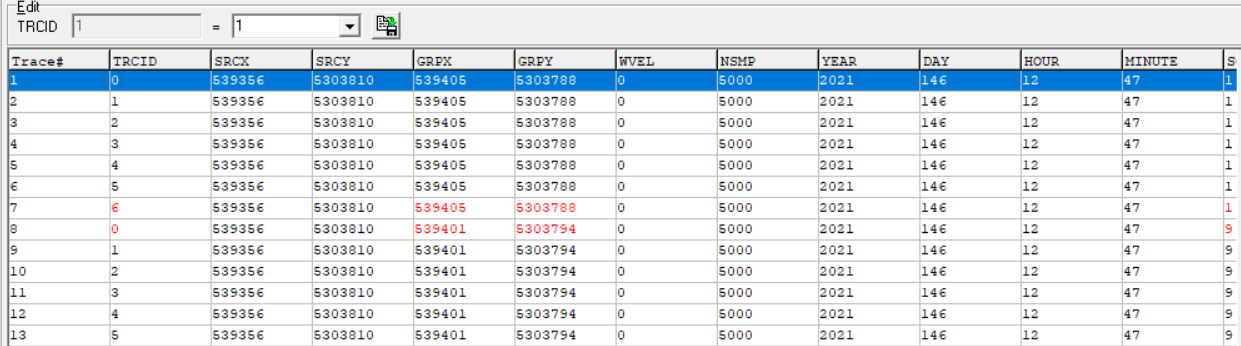 Edit
TRCID 1 = 1
Trace# TRCID SRCX SRCY GRPX GRPY WVEL NSMP YEAR DAY HOUR MINUTE
1 0 539356 5303810 539405 5303788 0 5000 2021 146 12 47 1
2 1 539356 5303810 539405 5303788 0 5000 2021 146 12 47 1
3 2 539356 5303810 539405 5303788 0 5000 2021 146 12 47 1
4 3 539356 5303810 539405 5303788 0 5000 2021 146 12 47 1
5 4 539356 5303810 539405 5303788 0 5000 2021 146 12 47 1
6 5 539356 5303810 539405 5303788 0 5000 2021 146 12 47 1
7 6 539356 5303810 539405 5303788 0 5000 2021 146 12 47 1
8 0 539356 5303810 539401 5303794 0 5000 2021 146 12 47 9
9 1 539356 5303810 539401 5303794 0 5000 2021 146 12 47 9
10 2 539356 5303810 539401 5303794 0 5000 2021 146 12 47 9
11 3 539356 5303810 539401 5303794 0 5000 2021 146 12 47 9
12 4 539356 5303810 539401 5303794 0 5000 2021 146 12 47 9
13 5 539356 5303810 539401 5303794 0 5000 2021 146 12 47 9